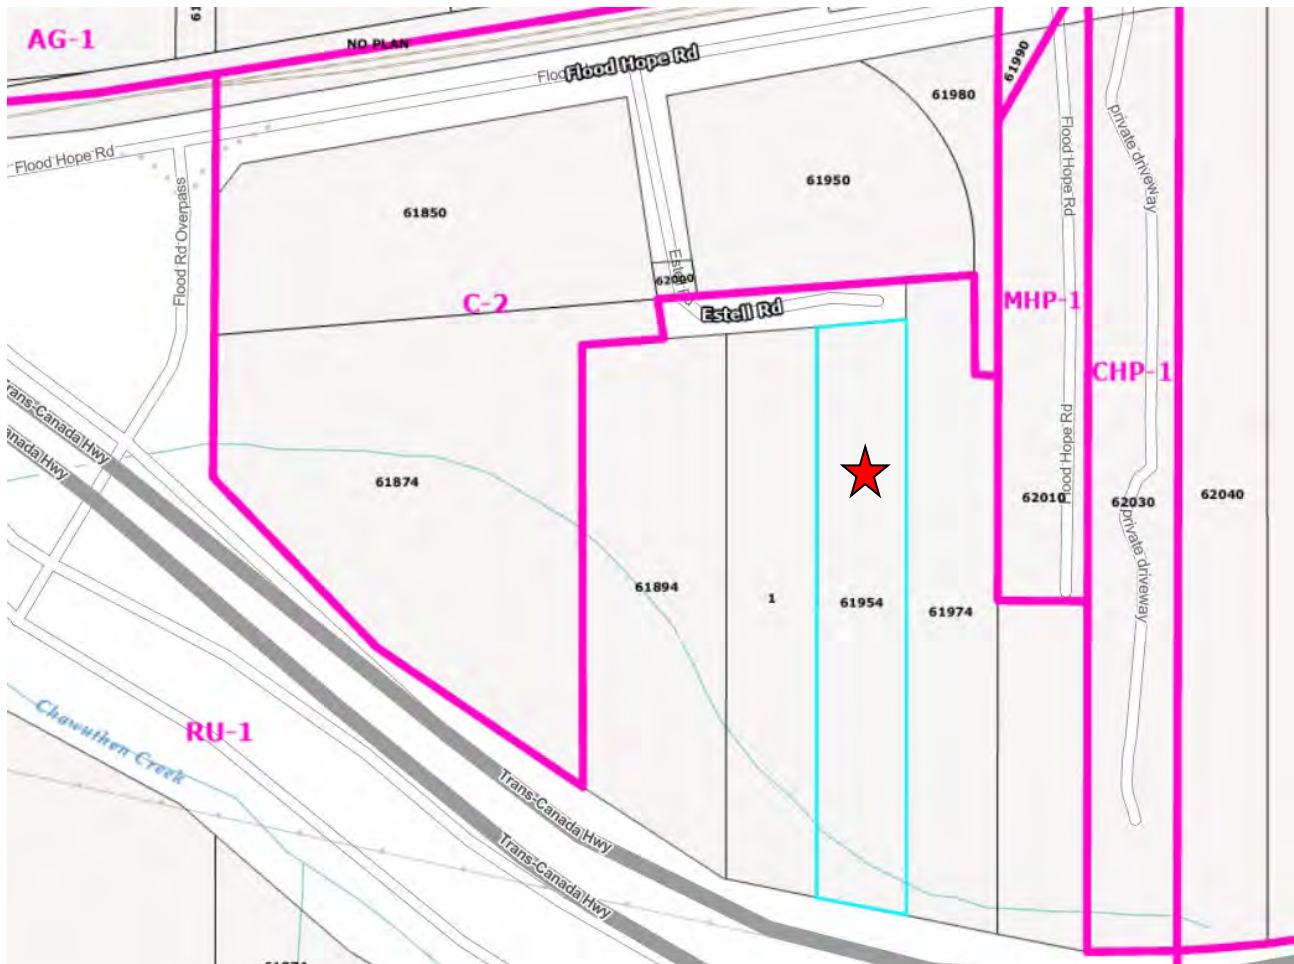 AG-1
NO PLAN
Flood Hope Rd
61990
61980
Flood Hope Rd
private driveway
Flood Hope Rd
61950
61850
Flood Rd Overpass
62000
C-2
Estell Rd
MHP-1
CHP-1
Trans-Canada Hwy
Flood Hope Rd
61874
62010
62030
62040
private driveway
61894
1
61954
61974
RU-1
Chawuthen Creek
Trans-Canada Hwy
Trans-Canada Hwy